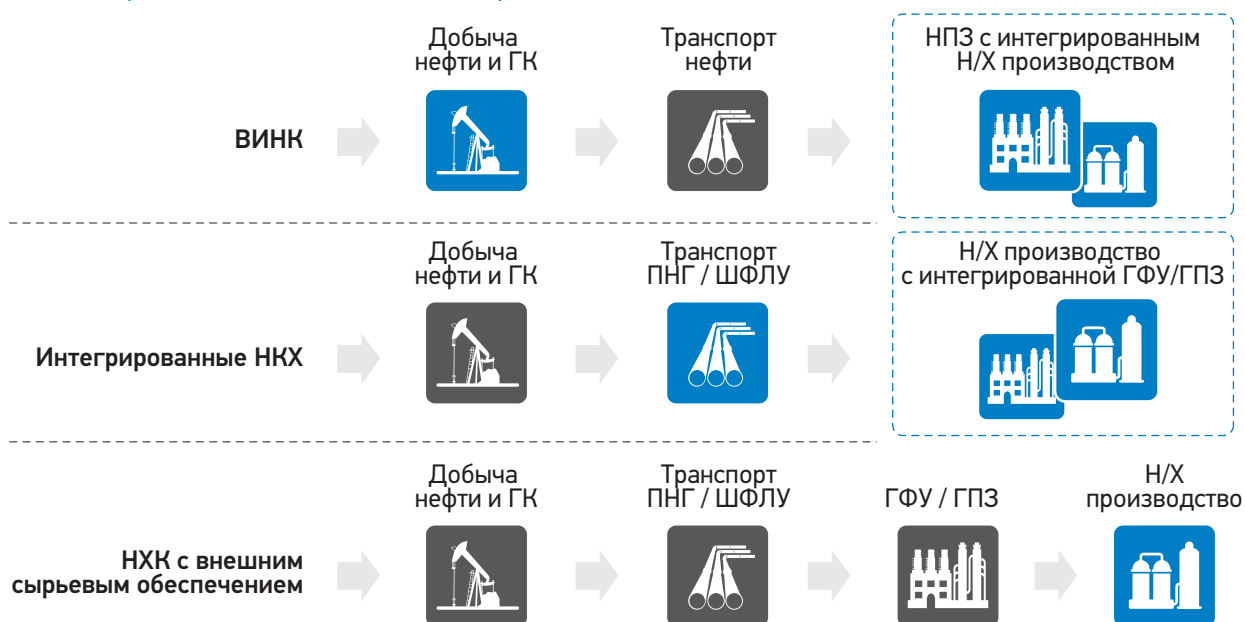 Добыча
нефти и ГК
Транспорт
нефти
НПЗ с интегрированным
Н/Х производством
ВИНК
Добыча
нефти и ГК
Транспорт
ПНГ / ШФЛУ
Н/Х производство
с интегрированной ГФУ/ГПЗ
Интегрированные НКХ
Добыча
нефти и ГК
Транспорт
ПНГ / ШФЛУ
ГФУ / ГПЗ
Н/Х
производство
НХК с внешним
сырьевым обеспечением